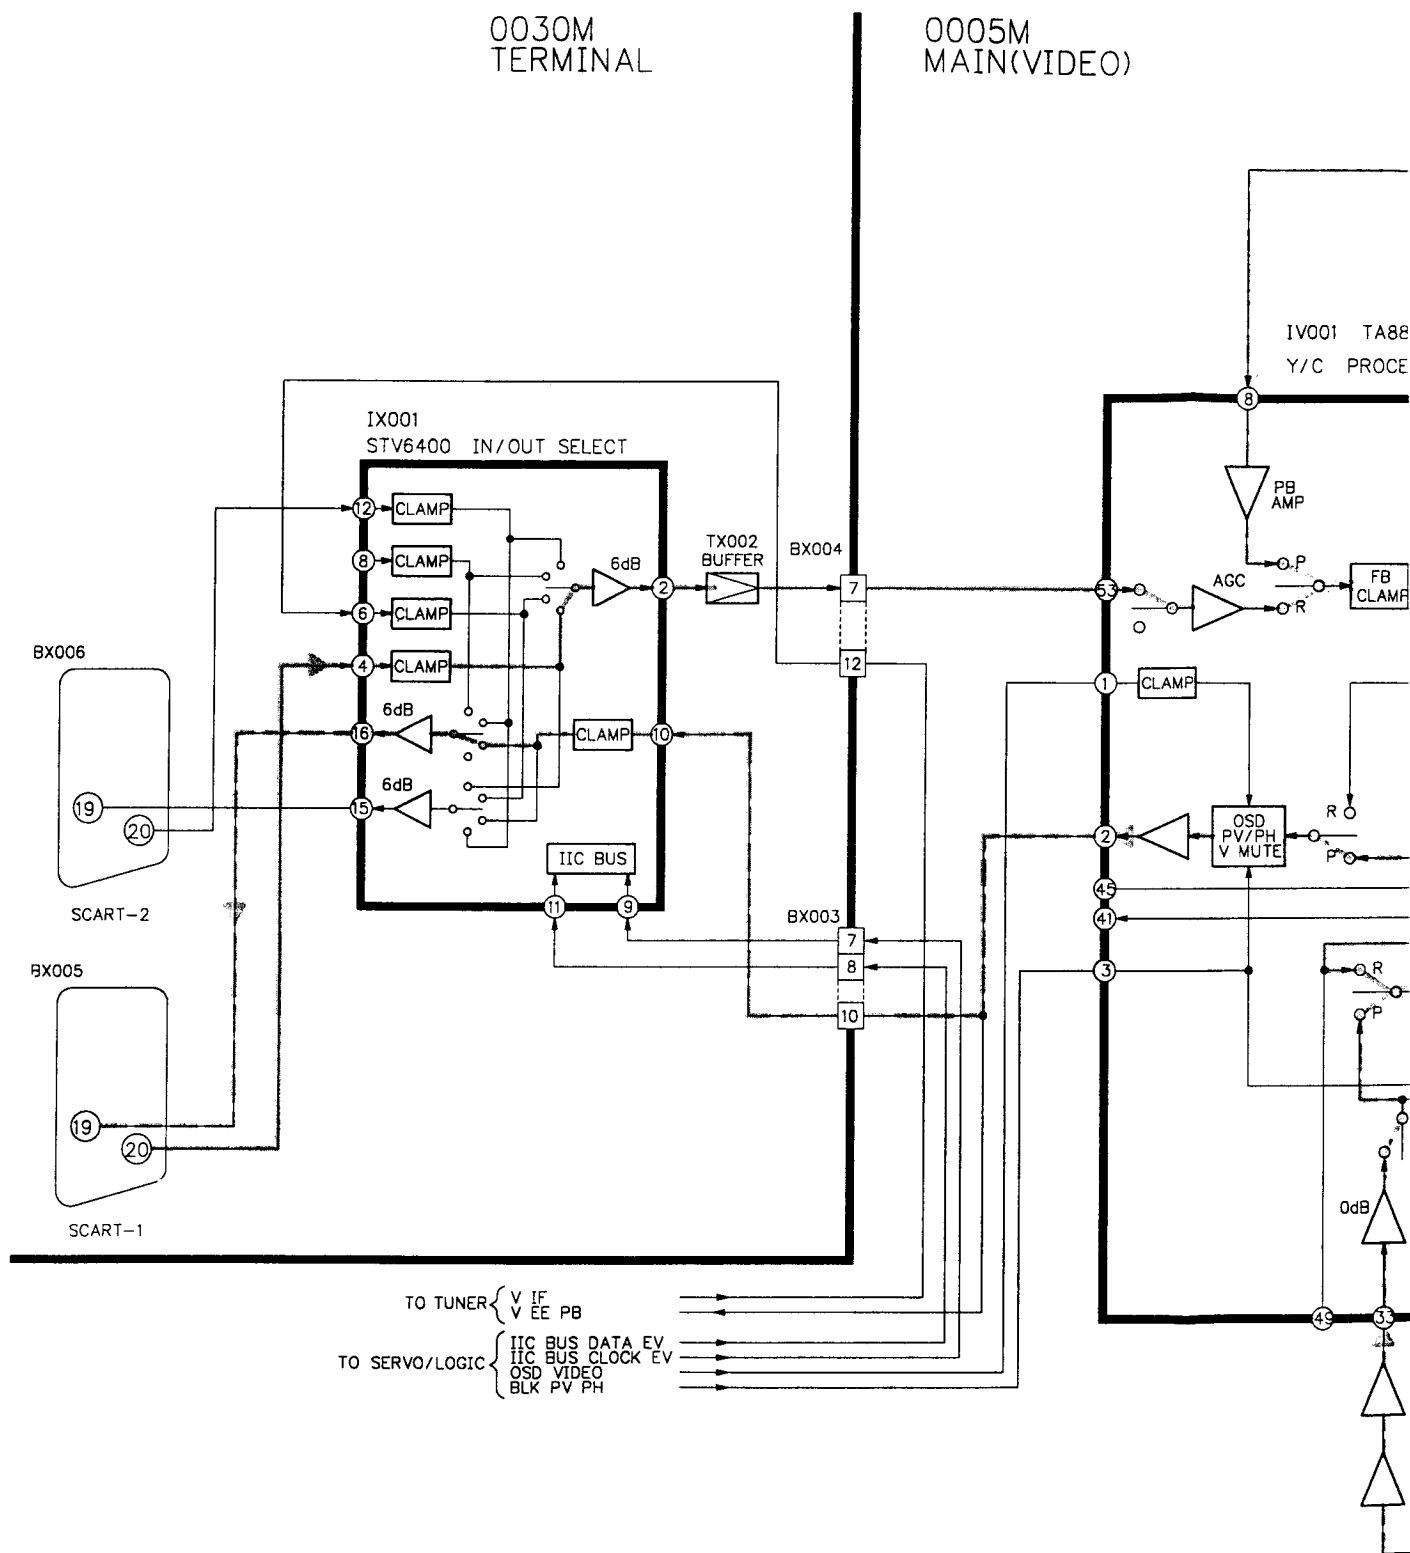 0030M
TERMINAL
0005M
MAIN(VIDEO)
IV001 TA88
Y/C PROCE
8
PB
AMP
IX001
STV6400 IN/OUT SELECT
12
CLAMP
8
CLAMP
6
CLAMP
4
CLAMP
6dB
2
TX002
BUFFER
BX004
7
12
53
AGC
P
R
FB
CLAMP
1
CLAMP
BX006
19
20
SCART-2
6dB
16
6dB
15
CLAMP
10
IIC BUS
11
9
BX003
7
8
10
2
OSD
PV/PH
V MUTE
R
P
45
41
3
R
P
BX005
19
20
SCART-1
0dB
49
33
TO TUNER
V IF
V EE PB
TO SERVO/LOGIC
IIC BUS DATA EV
IIC BUS CLOCK EV
OSD VIDEO
BLK PV PH